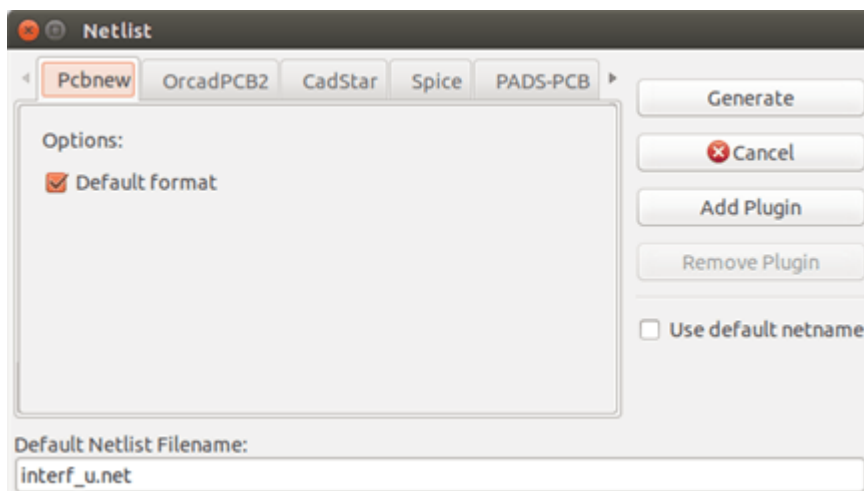 Netlist
Pcbnew OrcadPCB2 CadStar Spice PADS-PCB
Generate
Options:
Cancel
Default format
Add Plugin
Remove Plugin
Use default netname
Default Netlist Filename:
interf_u.net